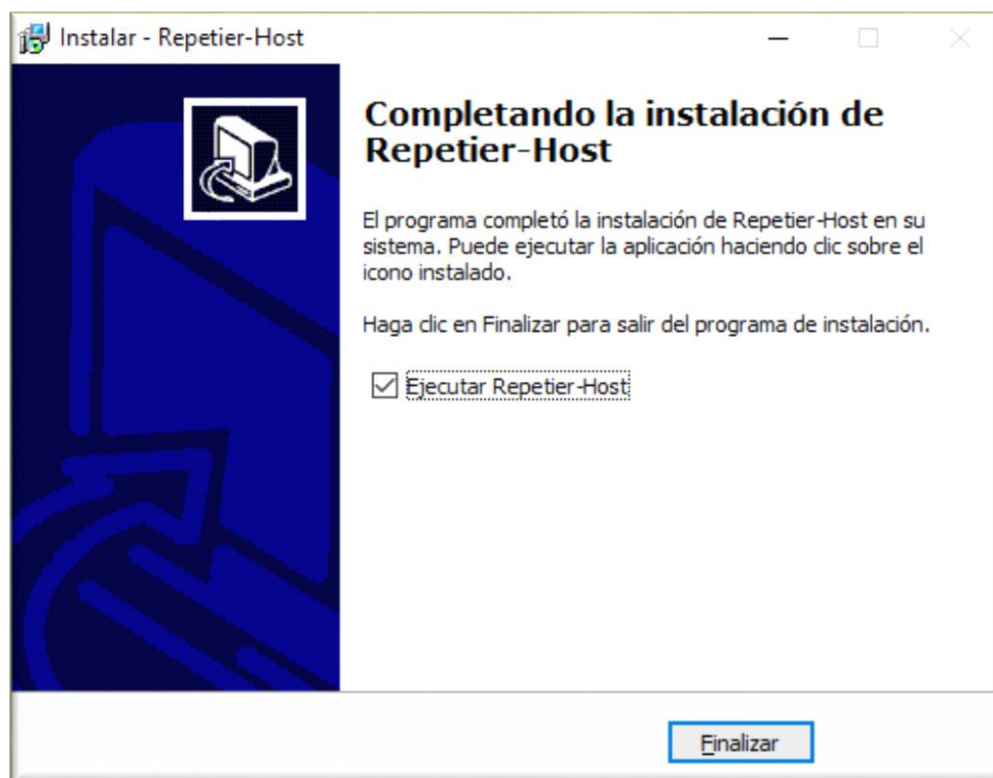 Instalar - Repetier-Host
Completando la instalación de
Repetier-Host
El programa completó la instalación de Repetier-Host en su
sistema. Puede ejecutar la aplicación haciendo clic sobre el
icono instalado.
Haga clic en Finalizar para salir del programa de instalación.
Ejecutar Repetier-Host
Finalizar